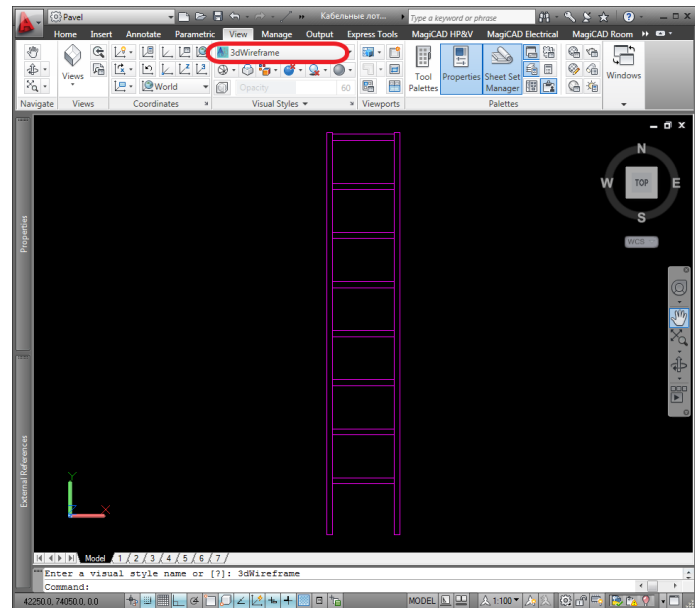 Pavel
Кабельные лот...
Type a keyword or phrase
Home Insert Annotate Parametric View Manage Output Express Tools MagiCAD HP&V MagiCAD Electrical MagiCAD Room
3dWireframe
Views
World
Opacity 60
Tool Palettes
Properties
Sheet Set Manager
Windows
Navigate Views Coordinates Visual Styles Viewports Palettes
N
W TOP E
S
WCS
Properties
External References
Y
X
Model 1 2 3 4 5 6 7
Enter a visual style name or [?]: 3dWireframe
Command:
42250.0, 74050.0, 0.0 MODEL 1:100